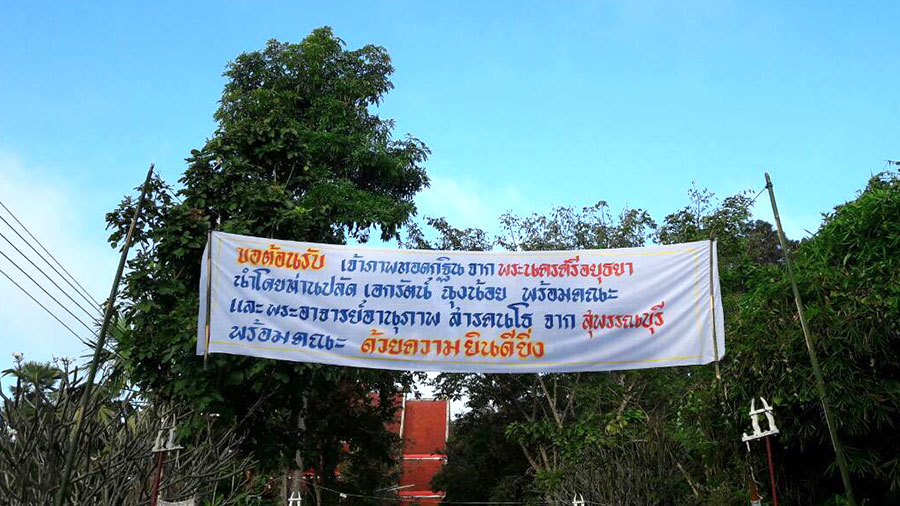 ขอต้อนรับ เจ้าภาพทอดกฐิน จาก พระนครศรีอยุธยา
นำโดยท่านปลัด เอกรัตน์ ฉุงน้อย พร้อมคณะ
และ พระอาจารย์อานุภาพ สารคนโธ จาก สุพรรณบุรี
พร้อมคณะ ด้วยความยินดียิ่ง